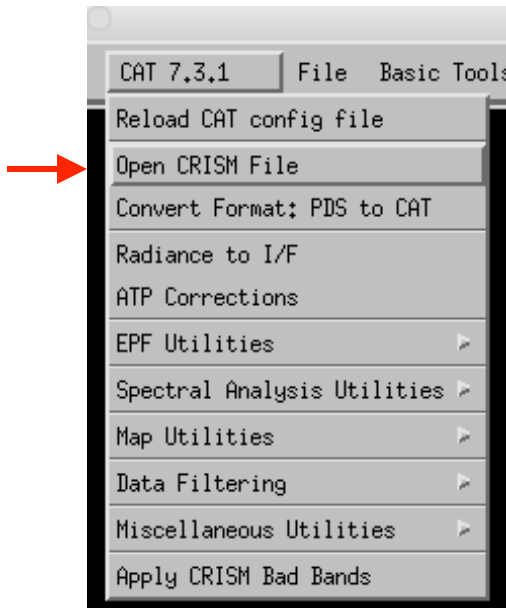 CAT 7.3.1 File Basic Tools
Reload CAT config file
Open CRISM File
Convert Format: PDS to CAT
Radiance to I/F
ATP Corrections
EPF Utilities
Spectral Analysis Utilities
Map Utilities
Data Filtering
Miscellaneous Utilities
Apply CRISM Bad Bands